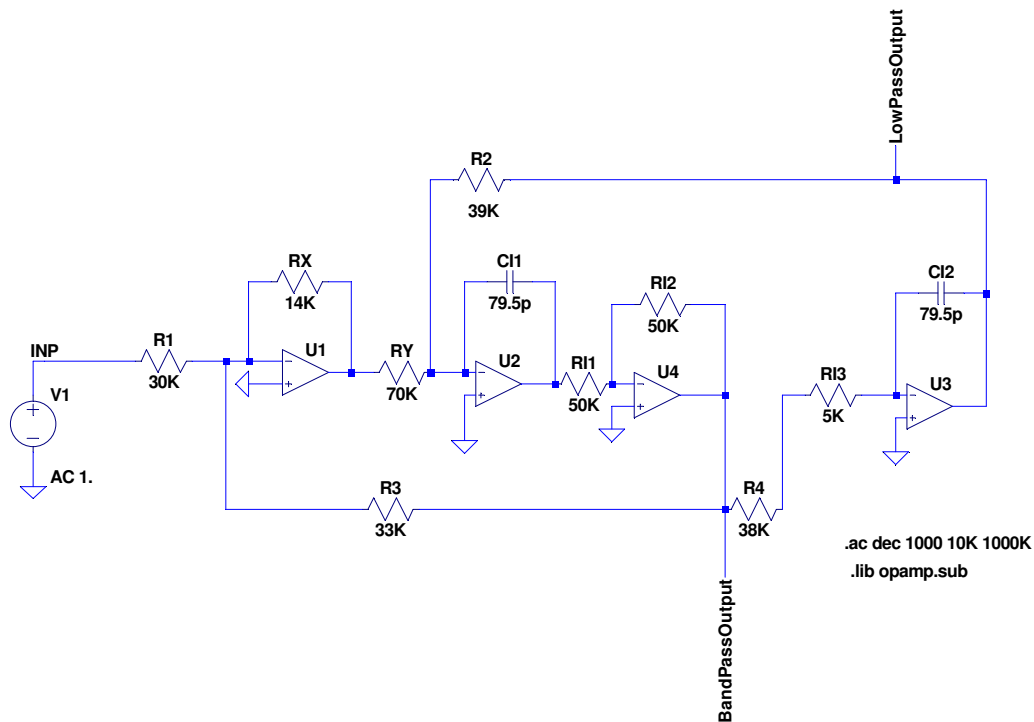 LowPassOutput
R2
39K
RX
14K
CI1
79.5p
RI2
50K
CI2
79.5p
INP
R1
30K
U1
RY
70K
U2
RI1
50K
U4
RI3
5K
U3
V1
AC 1.
R3
33K
R4
38K
.ac dec 1000 10K 1000K
.lib opamp.sub
BandPassOutput